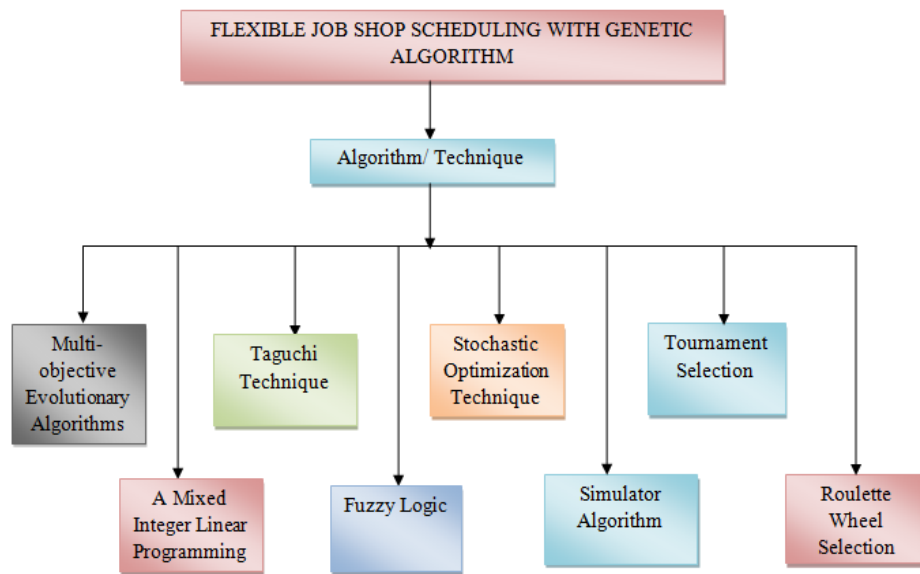 FLEXIBLE JOB SHOP SCHEDULING WITH GENETIC
ALGORITHM
Algorithm/ Technique
Multi-
objective
Evolutionary
Algorithms
Taguchi
Technique
Stochastic
Optimization
Technique
Tournament
Selection
A Mixed
Integer Linear
Programming
Fuzzy Logic
Simulator
Algorithm
Roulette
Wheel
Selection